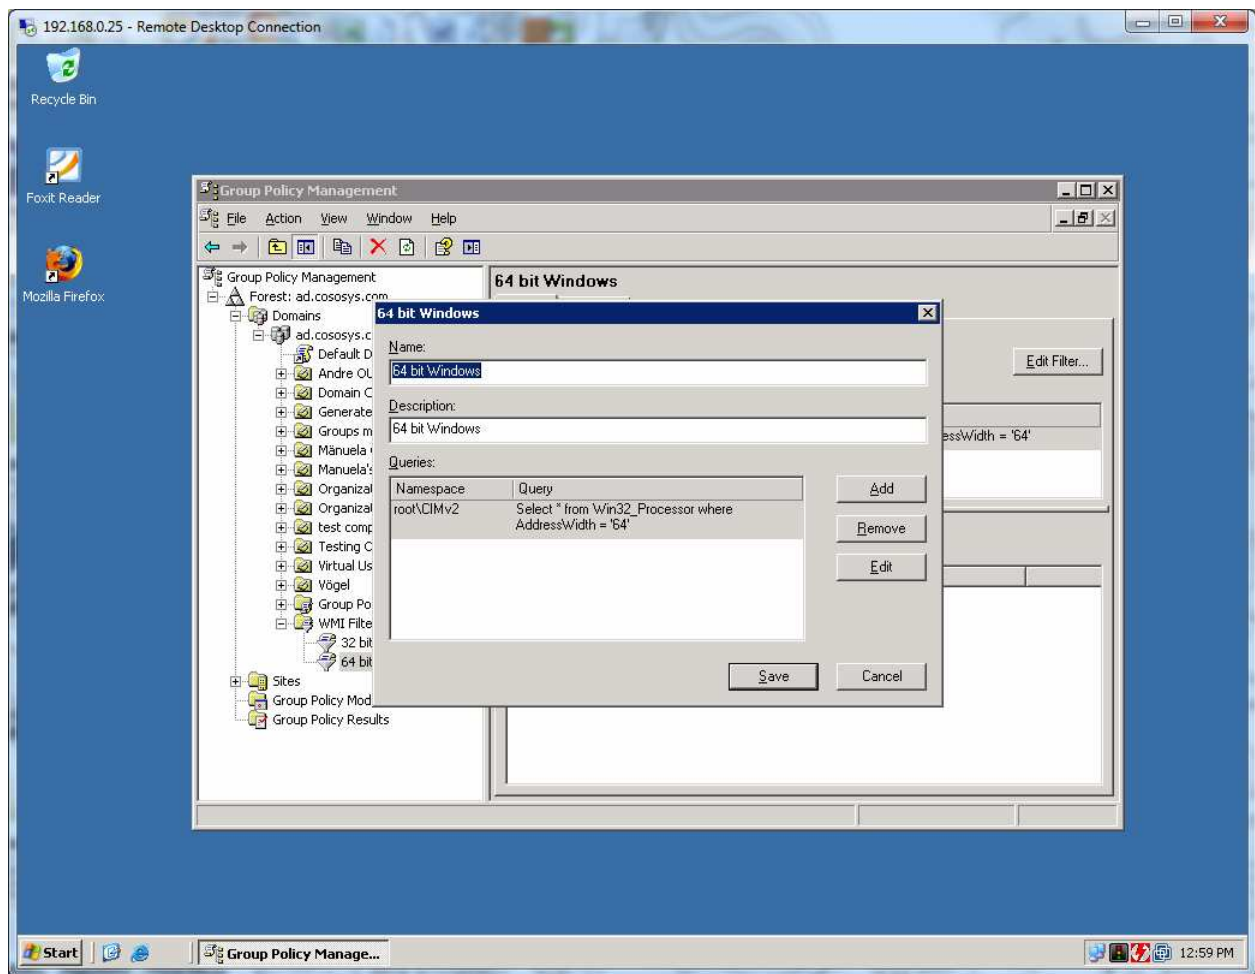 192.168.0.25 - Remote Desktop Connection
Recycle Bin
Foxit Reader
Mozilla Firefox
Group Policy Management
File Action View Window Help
Group Policy Management
Forest: ad.cososys.com
Domains
ad.cososys.c
Default D
Andre OU
Domain C
Generate
Groups m
Mänuela
Manuela's
Organizat
Organizat
test comp
Testing C
Virtual Us
Vögel
Group Po
WMI Filte
32 bit
64 bit
Sites
Group Policy Mod
Group Policy Results
64 bit Windows
Edit Filter...
essWidth = '64'
64 bit Windows
Name:
64 bit Windows
Description:
64 bit Windows
Queries:
Namespace Query
root\CIMv2 Select * from Win32_Processor where
AddressWidth = '64'
Add
Remove
Edit
Save Cancel
Start Group Policy Manage... 12:59 PM